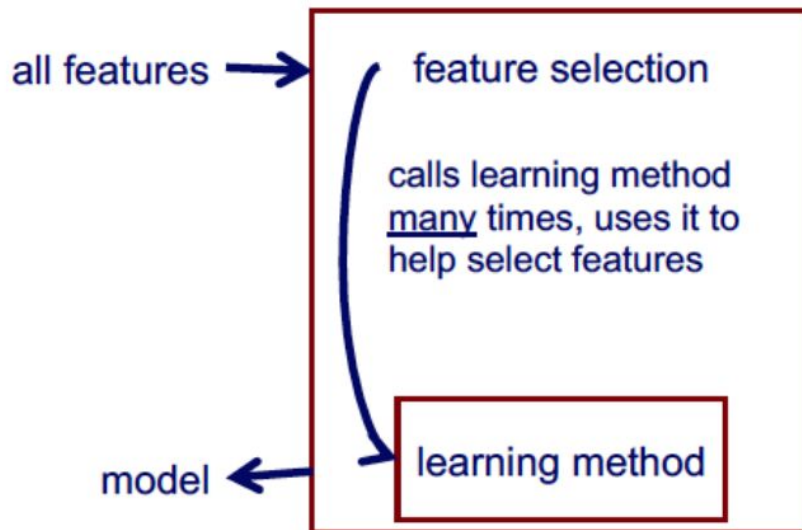 all features
feature selection
calls learning method
many times, uses it to
help select features
learning method
model